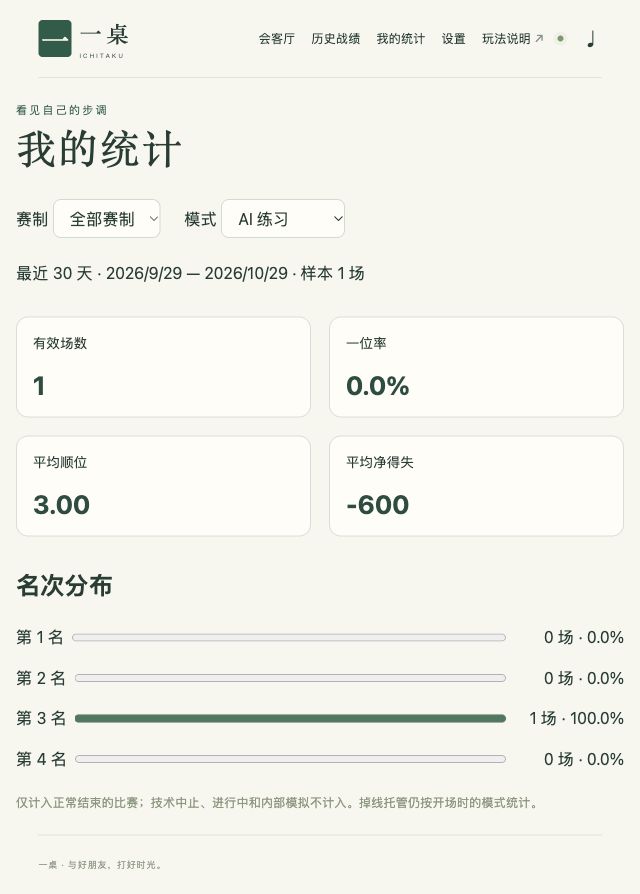 一 一桌
ICHITAKU
会客厅 历史战绩 我的统计 设置 玩法说明 ↗ ♩
看见自己的步调
我的统计
赛制 全部赛制 模式 AI 练习
最近 30 天 · 2026/9/29 — 2026/10/29 · 样本 1 场
有效场数
1
一位率
0.0%
平均顺位
3.00
平均净得失
-600
名次分布
第 1 名 0 场 · 0.0%
第 2 名 0 场 · 0.0%
第 3 名 1 场 · 100.0%
第 4 名 0 场 · 0.0%
仅计入正常结束的比赛；技术中止、进行中和内部模拟不计入。掉线托管仍按开场时的模式统计。
一桌 · 与好朋友，打好时光。